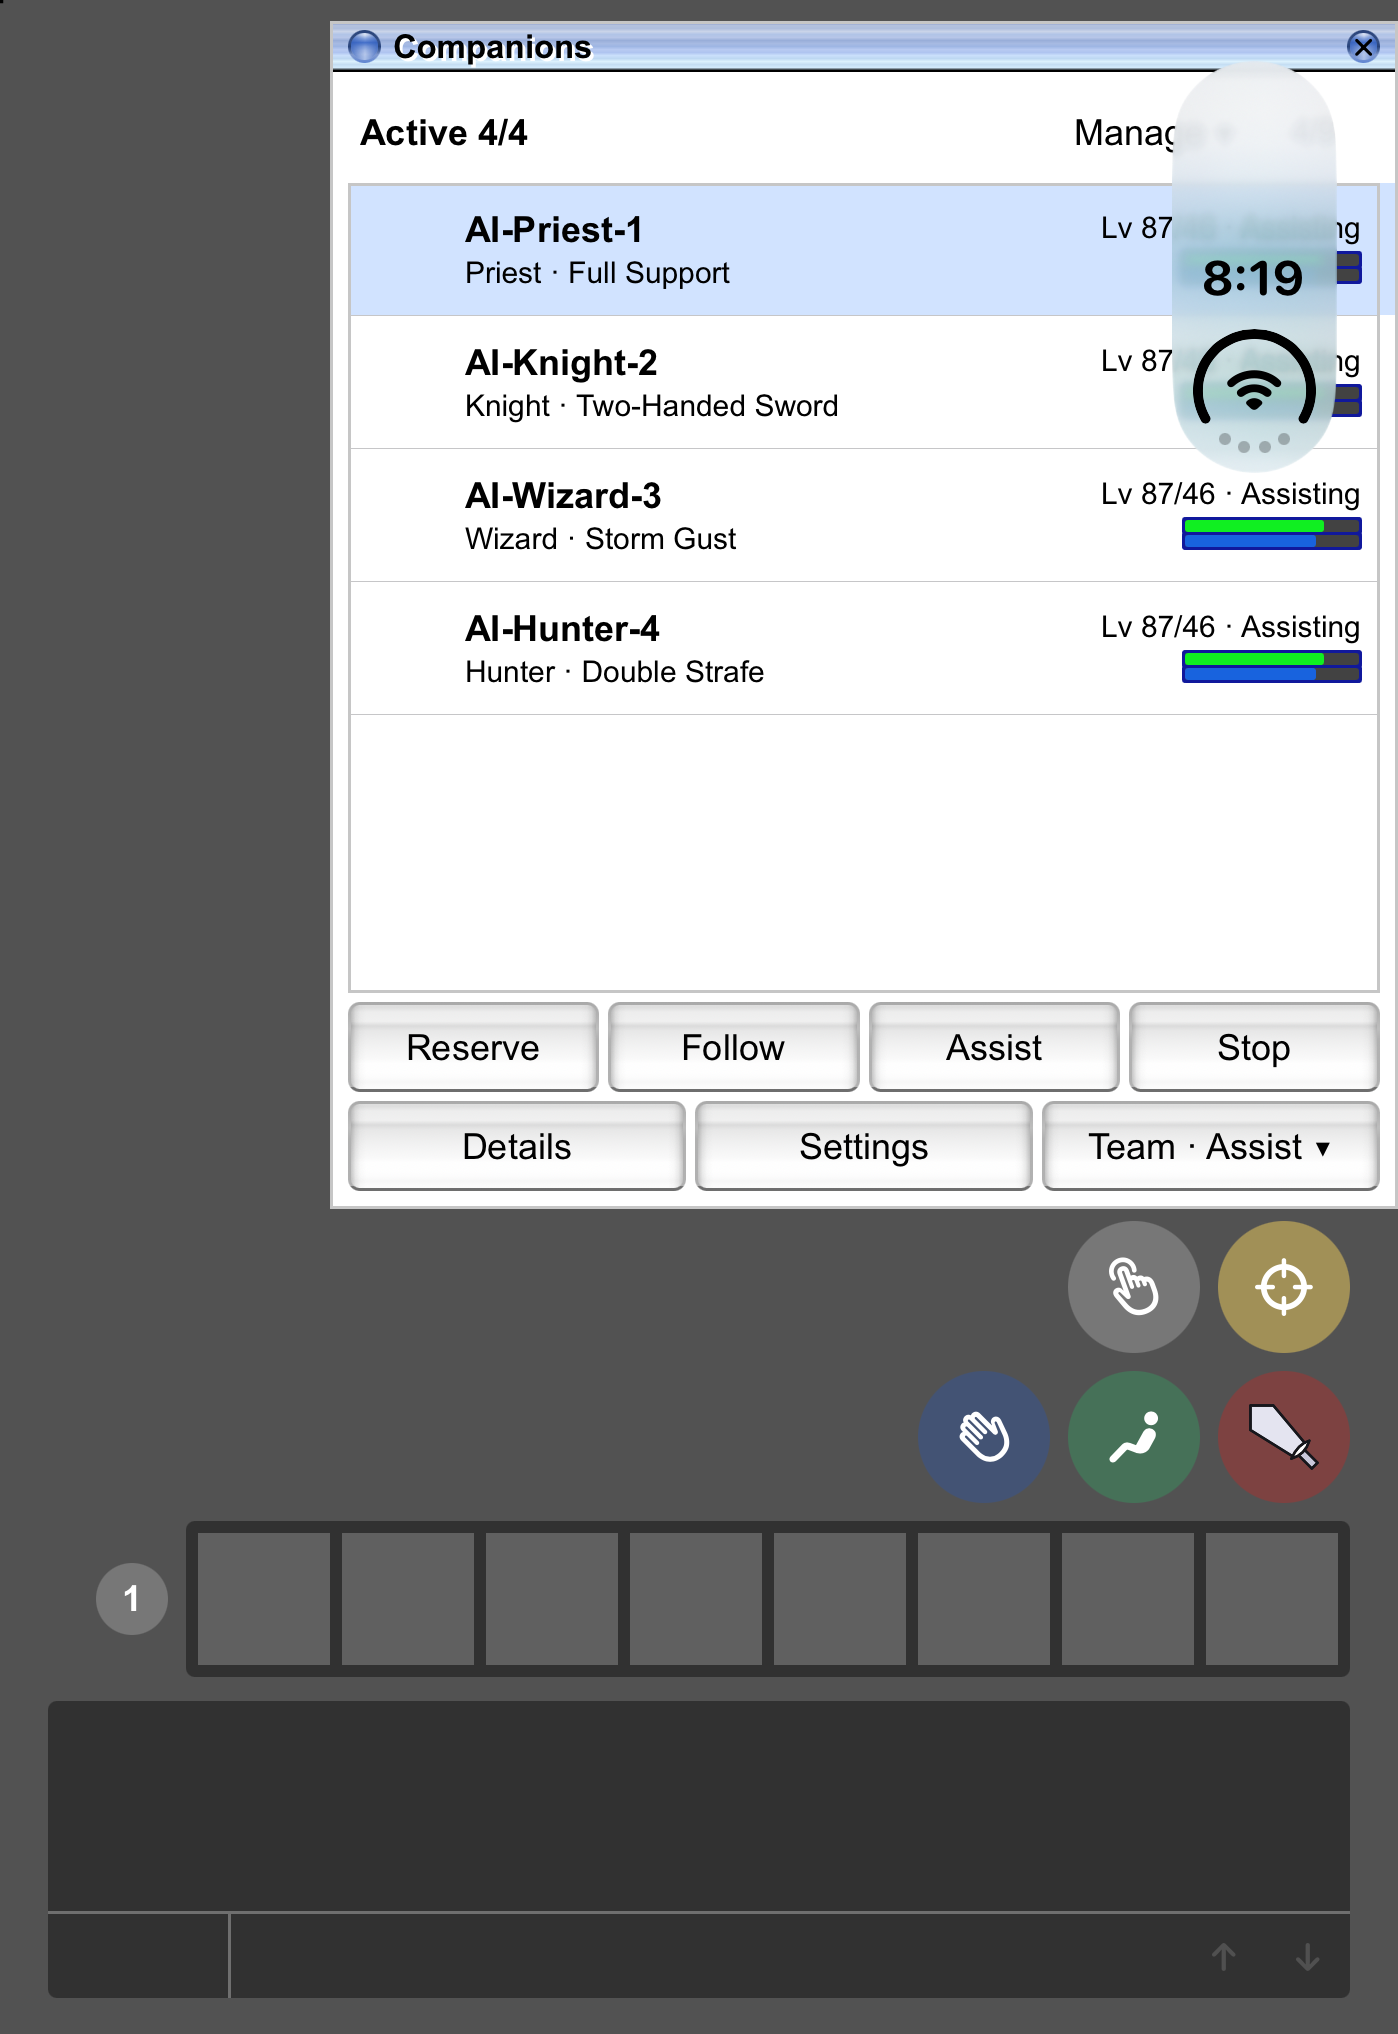 Companions
Active 4/4
AI-Priest-1
Lv 87
Priest · Full Support
8:19
AI-Knight-2
Lv 87
Knight · Two-Handed Sword
AI-Wizard-3
Lv 87/46 · Assisting
Wizard · Storm Gust
AI-Hunter-4
Lv 87/46 · Assisting
Hunter · Double Strafe
Reserve
Follow
Assist
Stop
Details
Settings
Team · Assist ▼
1